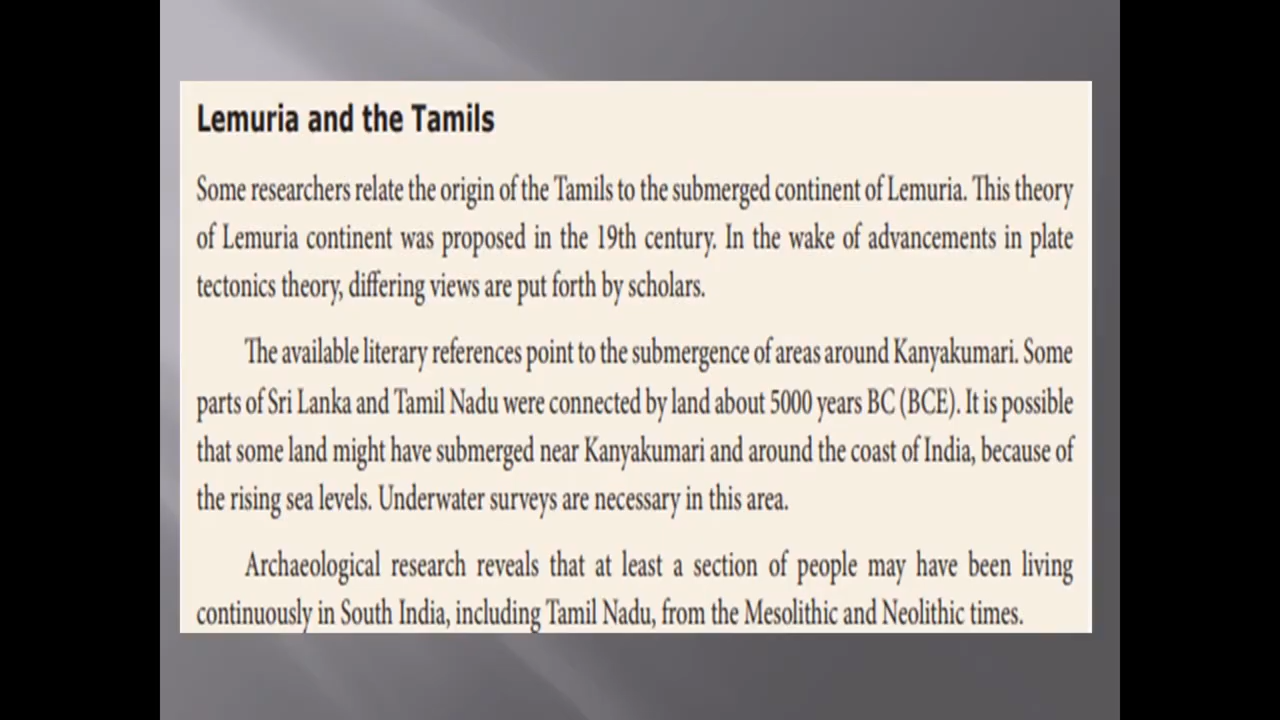 Lemuria and the Tamils
Some researchers relate the origin of the Tamils to the submerged continent of Lemuria. This theory
of Lemuria continent was proposed in the 19th century. In the wake of advancements in plate
tectonics theory, differing views are put forth by scholars.
The available literary references point to the submergence of areas around Kanyakumari. Some
parts of Sri Lanka and Tamil Nadu were connected by land about 5000 years BC (BCE). It is possible
that some land might have submerged near Kanyakumari and around the coast of India, because of
the rising sea levels. Underwater surveys are necessary in this area.
Archaeological research reveals that at least a section of people may have been living
continuously in South India, including Tamil Nadu, from the Mesolithic and Neolithic times.